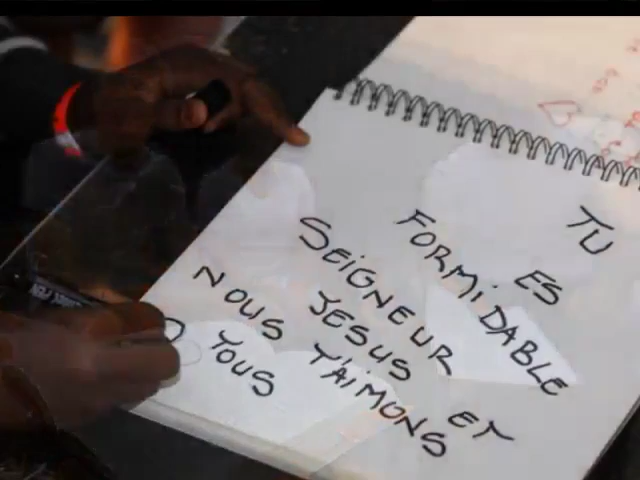 TU ES
FORMIDABLE
SEIGNEUR
JESUS ET
NOUS T'AIMONS
TOUS